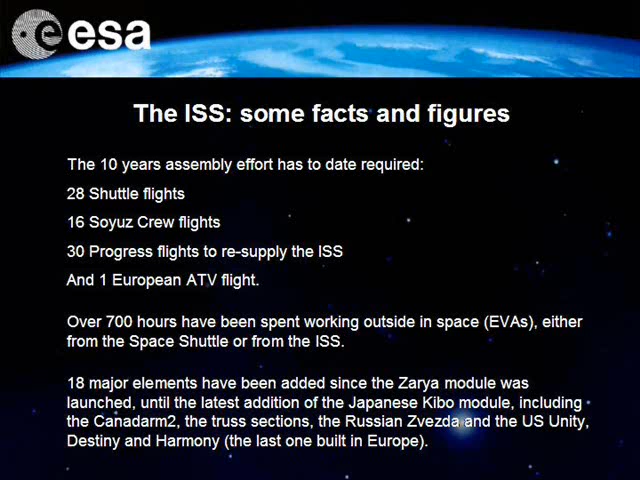 esa
The ISS: some facts and figures
The 10 years assembly effort has to date required:
28 Shuttle flights
16 Soyuz Crew flights
30 Progress flights to re-supply the ISS
And 1 European ATV flight.
Over 700 hours have been spent working outside in space (EVAs), either
from the Space Shuttle or from the ISS.
18 major elements have been added since the Zarya module was
launched, until the latest addition of the Japanese Kibo module, including
the Canadarm2, the truss sections, the Russian Zvezda and the US Unity,
Destiny and Harmony (the last one built in Europe).